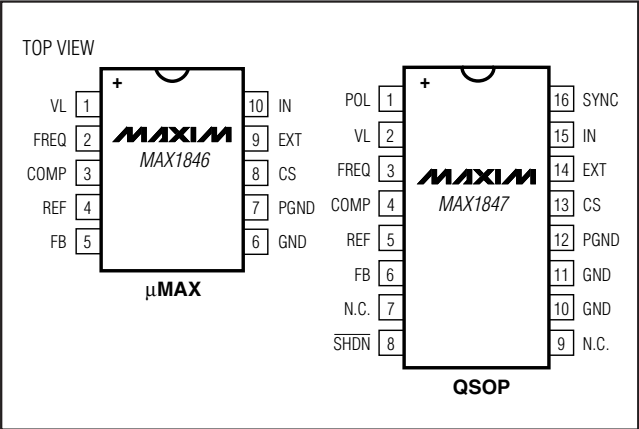 TOP VIEW
+
VL 1 10 IN
FREQ 2 9 EXT
COMP 3 8 CS
REF 4 7 PGND
FB 5 6 GND
MAXIM
MAX1846
µMAX
+
POL 1 16 SYNC
VL 2 15 IN
FREQ 3 14 EXT
COMP 4 13 CS
REF 5 12 PGND
FB 6 11 GND
N.C. 7 10 GND
SHDN 8 9 N.C.
MAXIM
MAX1847
QSOP